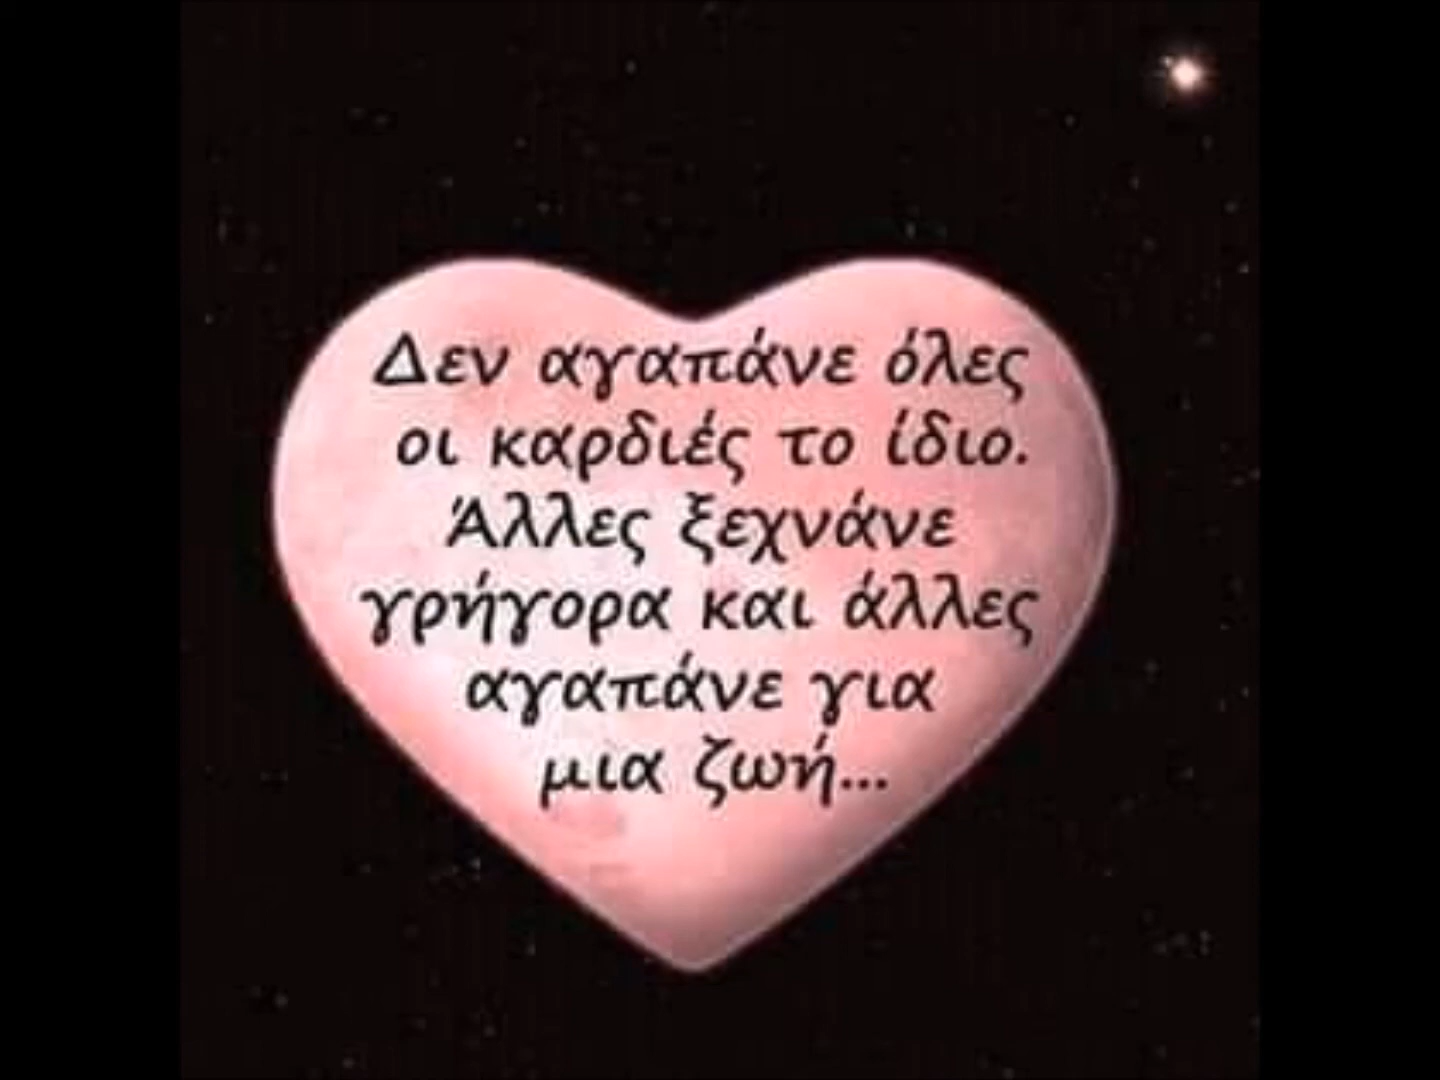 Δεν αγαπάνε όλες
οι καρδιές το ίδιο.
Άλλες ξεχνάνε
γρήγορα και άλλες
αγαπάνε για
μια ζωή...